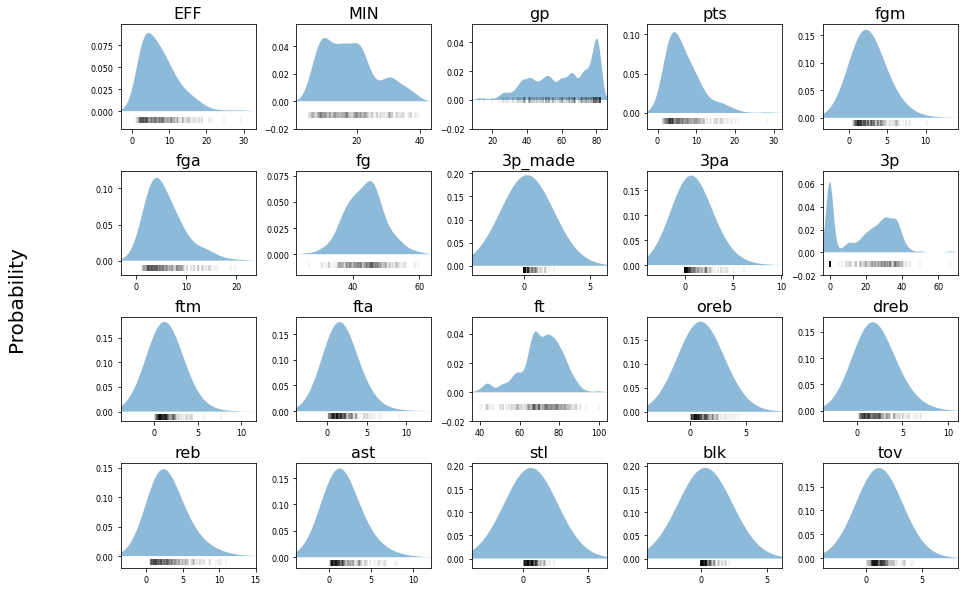 EFF MIN gp pts fgm
0.075 0.050 0.025 0.000
0 10 20 30
0.04 0.02 0.00 −0.02
20 40
0.04 0.02 0.00 −0.02
20 40 60 80
0.10 0.05 0.00
0 10 20 30
0.15 0.10 0.05 0.00
0 5 10
fga fg 3p_made 3pa 3p
0.10 0.05 0.00
0 10 20
0.075 0.050 0.025 0.000
40 60
0.20 0.15 0.10 0.05 0.00
0 5
0.15 0.10 0.05 0.00
0 5 10
0.06 0.04 0.02 0.00 −0.02
0 20 40 60
Probability
ftm fta ft oreb dreb
0.15 0.10 0.05 0.00
0 5 10
0.15 0.10 0.05 0.00
0 5 10
0.04 0.02 0.00 −0.02
40 60 80 100
0.15 0.10 0.05 0.00
0 5
0.15 0.10 0.05 0.00
0 5 10
reb ast stl blk tov
0.15 0.10 0.05 0.00
0 5 10 15
0.15 0.10 0.05 0.00
0 5 10
0.20 0.15 0.10 0.05 0.00
0 5
0.20 0.15 0.10 0.05 0.00
0 5
0.15 0.10 0.05 0.00
0 5